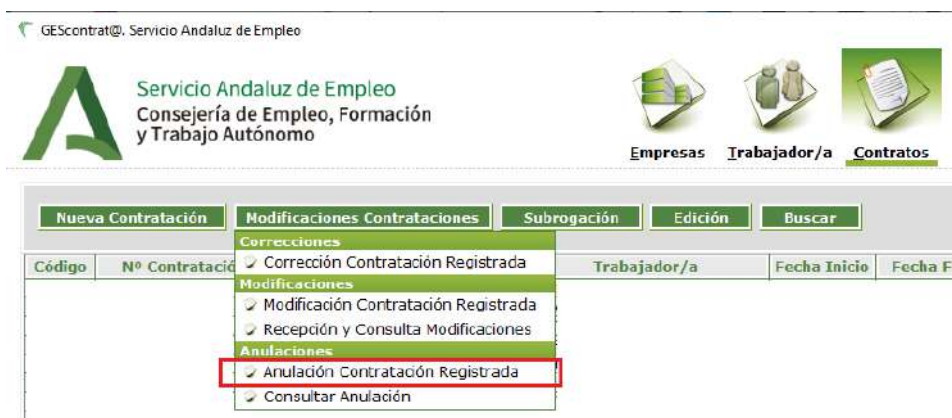 GEScontrat@. Servicio Andaluz de Empleo
Servicio Andaluz de Empleo
Consejería de Empleo, Formación
y Trabajo Autónomo
Empresas Trabajador/a Contratos
Nueva Contratación Modificaciones Contrataciones Subrogación Edición Buscar
Correcciones
Corrección Contratación Registrada
Código Nº Contratació Trabajador/a Fecha Inicio Fecha F
Modificaciones
Modificación Contratación Registrada
Recepción y Consulta Modificaciones
Anulaciones
Anulación Contratación Registrada
Consultar Anulación